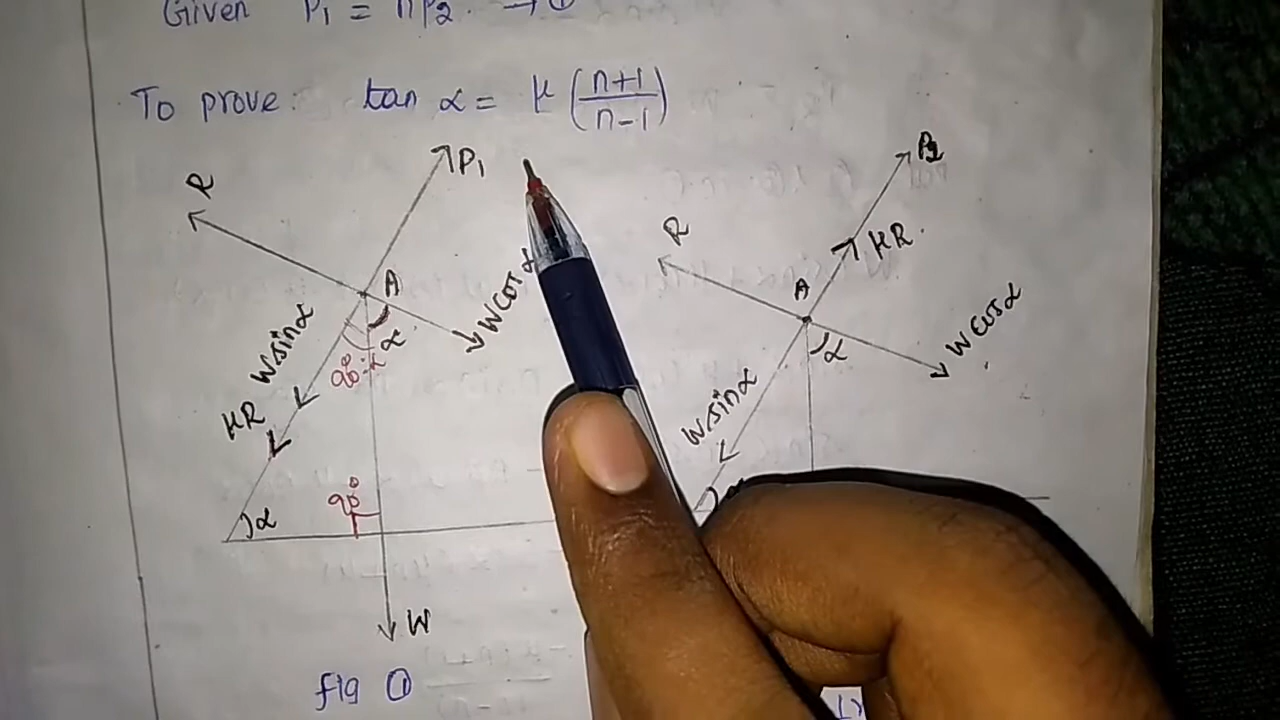 Given P₁ = nP₂. → ①
To prove: tan α = μ (n+1/n-1)
R
P₁
A
W cos α
W sin α
90°-α
α
μR
90°
α
W
fig ①
P₂
R
μR.
A
α
W cos α
W sin α